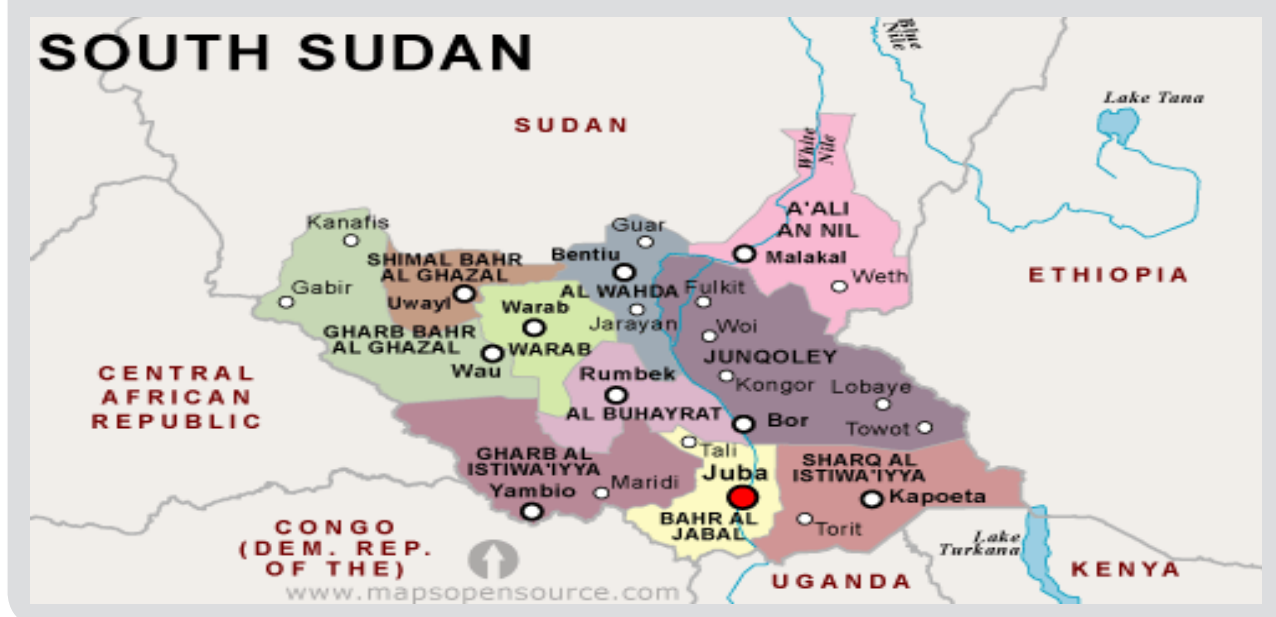 SOUTH SUDAN
Blue
Nile
Lake Tana
SUDAN
White
Nile
Kanafis
Guar
A'ALI
AN NIL
SHIMAL BAHR
AL GHAZAL
Bentiu
Malakal
Weth
ETHIOPIA
Gabir
Uwayl
AL WAHDA
Fulkit
Warab
Jarayan
Woi
GHARB BAHR
AL GHAZAL
WARAB
JUNQOLEY
Wau
Rumbek
Kongor
Lobaye
CENTRAL
AFRICAN
REPUBLIC
AL BUHAYRAT
Bor
Towot
Tali
GHARB AL
ISTIWA'IYYA
SHARQ AL
ISTIWA'IYYA
Juba
Maridi
Yambio
Kapoeta
BAHR AL
JABAL
Torit
CONGO
(DEM. REP.
OF THE)
Lake
Turkana
UGANDA
KENYA
www.mapsopensource.com